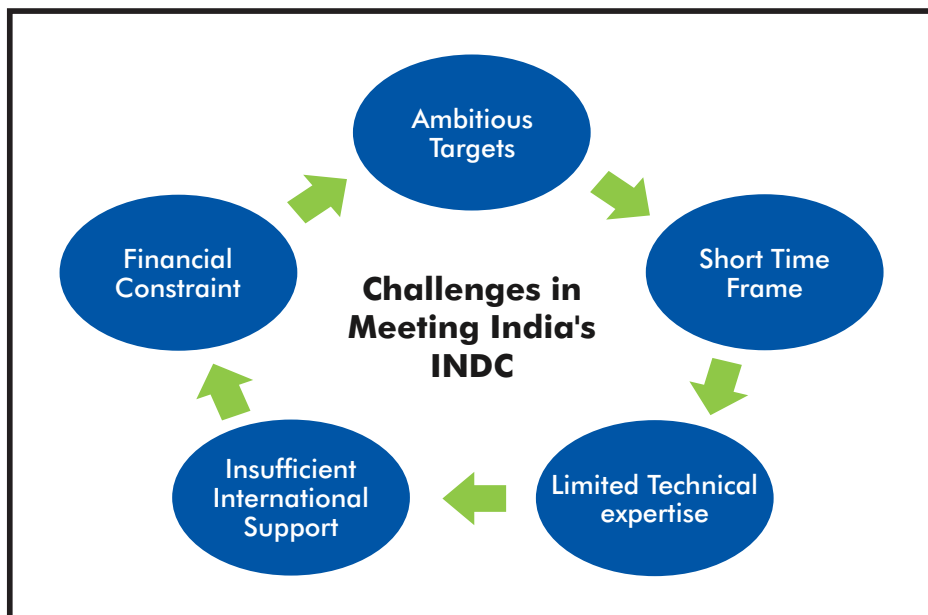 Ambitious
Targets
Short Time
Frame
Limited Technical
expertise
Insufficient
International
Support
Financial
Constraint
Challenges in
Meeting India's
INDC